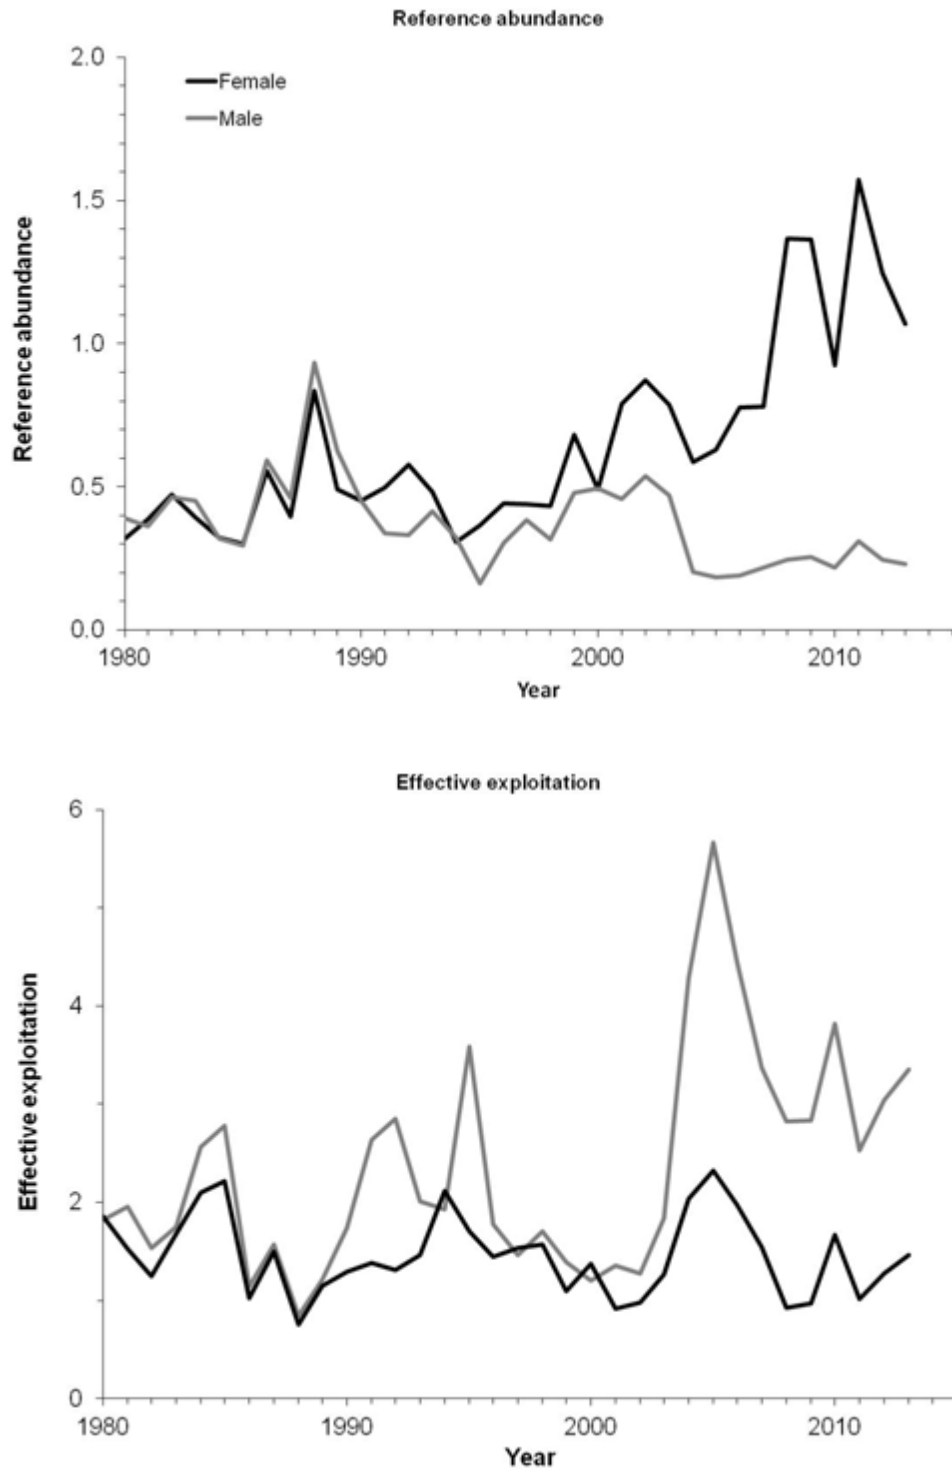 Reference abundance
2.0
Female
Male
1.5
Reference abundance
1.0
0.5
0.0
1980 1990 2000 2010
Year
Effective exploitation
6
4
Effective exploitation
2
0
1980 1990 2000 2010
Year